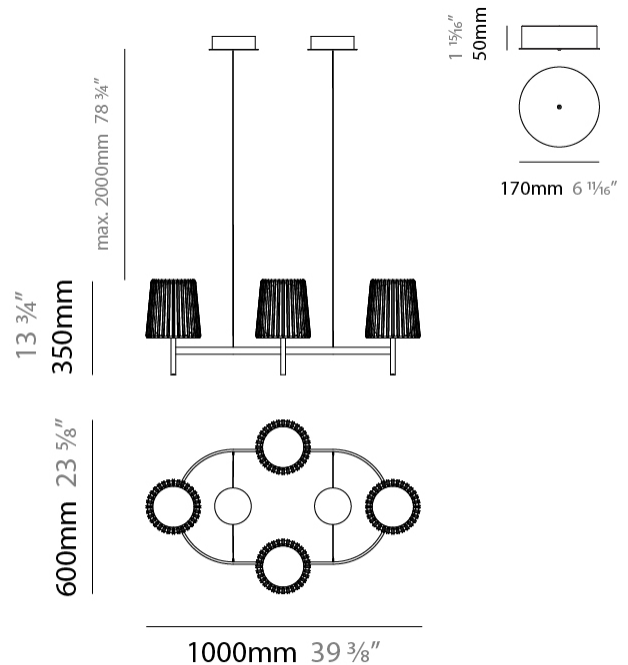 1 15/16"
50mm
170mm 6 11/16"
max. 2000mm 78 3/4"
13 3/4"
350mm
600mm 23 5/8"
1000mm 39 3/8"